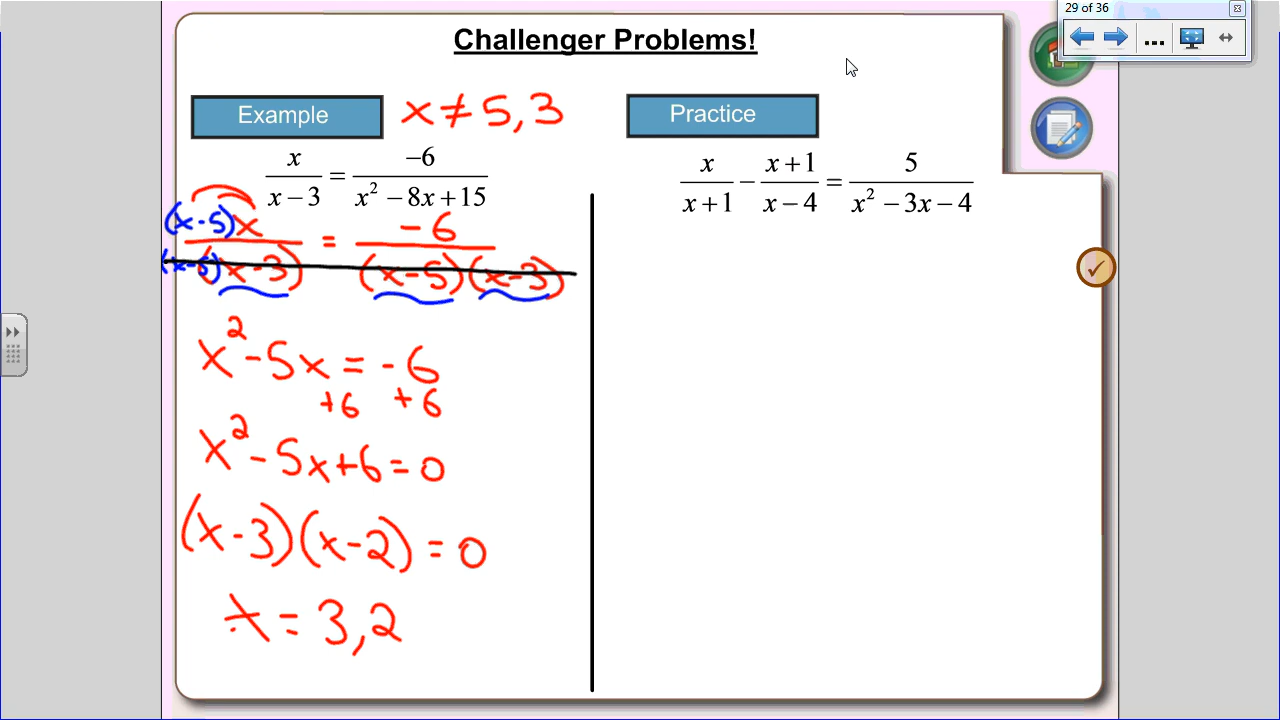 29 of 36
Challenger Problems!
Example
x ≠ 5, 3
x/(x − 3) = −6/(x² − 8x + 15)
(x-5)x/(x-5)(x-3) = -6/(x-5)(x-3)
x² - 5x = -6
+6 +6
x² - 5x + 6 = 0
(x-3)(x-2) = 0
x = 3, 2
Practice
x/(x + 1) − (x + 1)/(x − 4) = 5/(x² − 3x − 4)